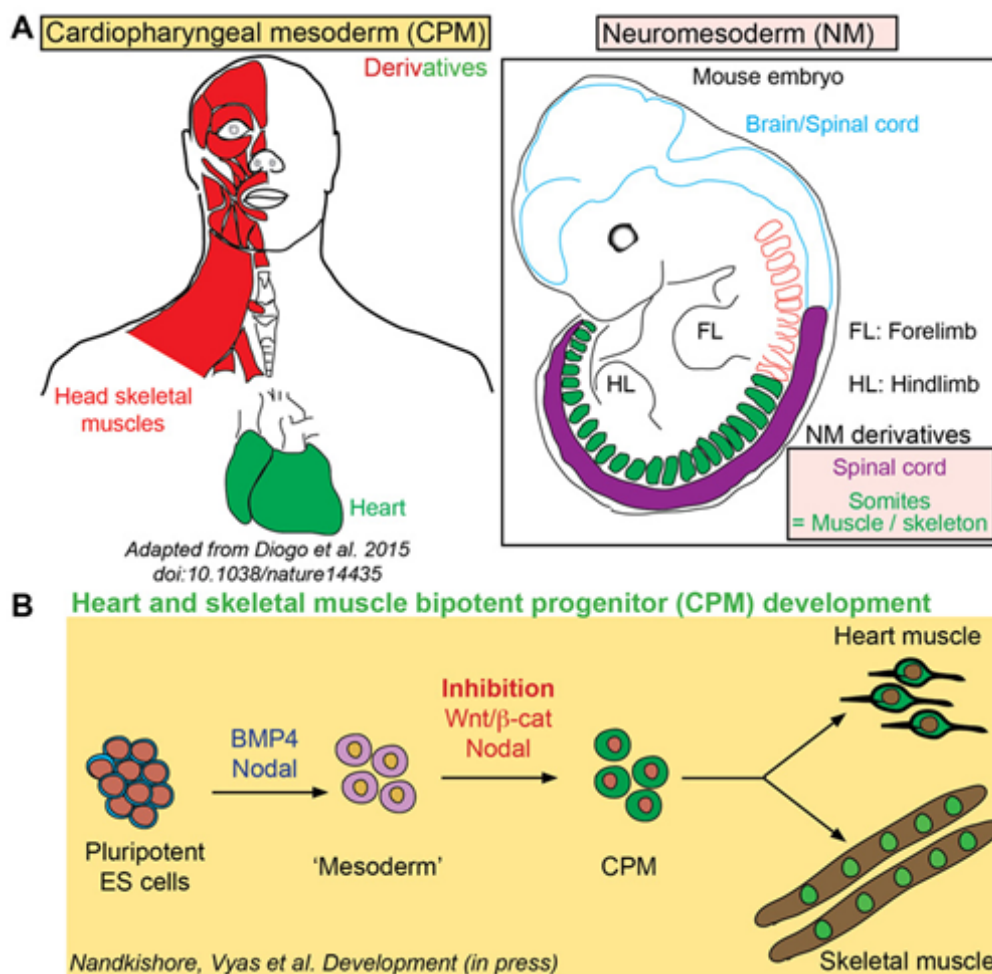 A
Cardiopharyngeal mesoderm (CPM)
Derivatives
Head skeletal
muscles
Heart
Adapted from Diogo et al. 2015
doi:10.1038/nature14435
Neuromesoderm (NM)
Mouse embryo
Brain/Spinal cord
FL
HL
FL: Forelimb
HL: Hindlimb
NM derivatives
Spinal cord
Somites
= Muscle / skeleton
B
Heart and skeletal muscle bipotent progenitor (CPM) development
Pluripotent
ES cells
BMP4
Nodal
'Mesoderm'
Inhibition
Wnt/β-cat
Nodal
CPM
Heart muscle
Skeletal muscle
Nandkishore, Vyas et al. Development (in press)